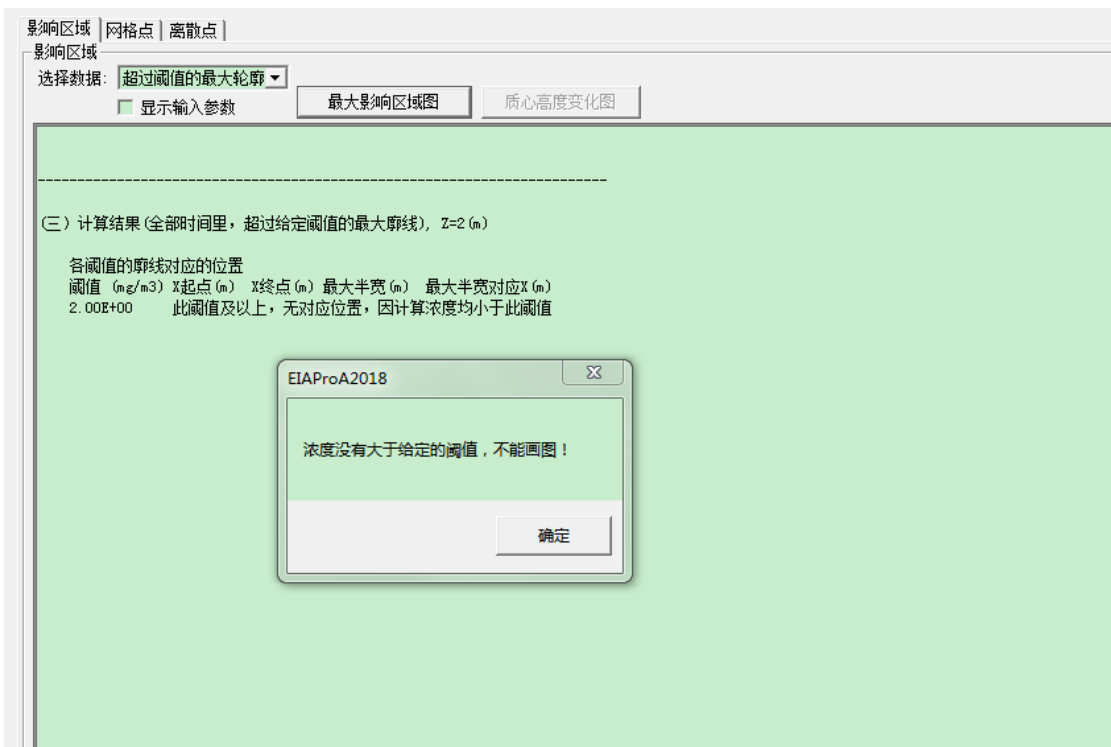 影响区域 网格点 离散点
影响区域
选择数据: 超过阈值的最大轮廓
显示输入参数 最大影响区域图 质心高度变化图
--------------------------------------------------------------------------
(三) 计算结果(全部时间里，超过给定阈值的最大廓线), Z=2(m)
各阈值的廓线对应的位置
阈值 (mg/m3) X起点(m) X终点(m) 最大半宽(m) 最大半宽对应X(m)
2.00E+00 此阈值及以上，无对应位置，因计算浓度均小于此阈值
EIAProA2018
浓度没有大于给定的阈值，不能画图！
确定